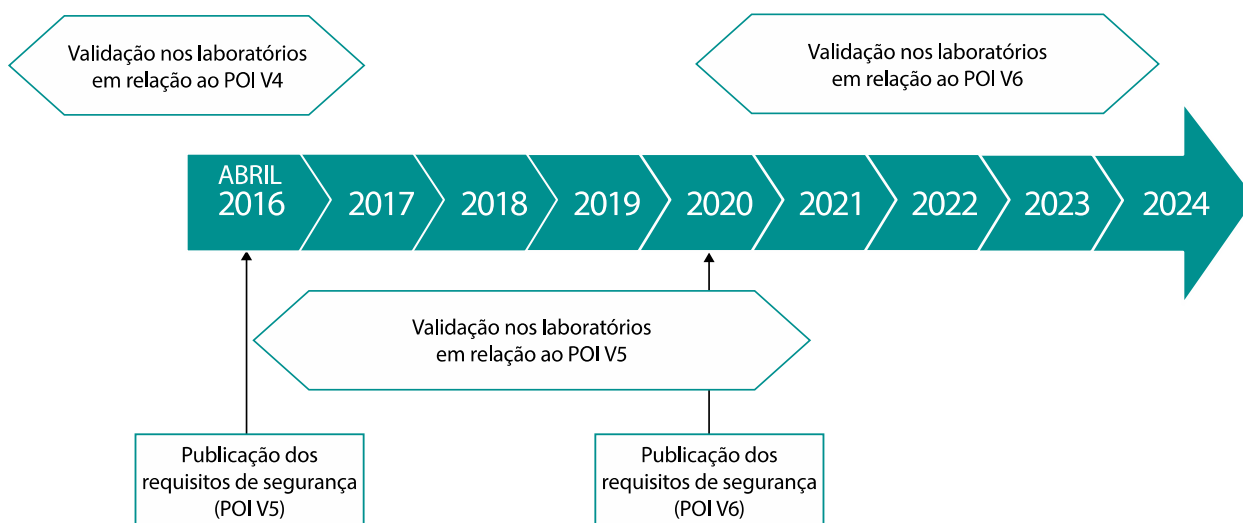 Validação nos laboratórios
em relação ao POI V4
Validação nos laboratórios
em relação ao POI V6
ABRIL
2016
2017
2018
2019
2020
2021
2022
2023
2024
Validação nos laboratórios
em relação ao POI V5
Publicação dos
requisitos de segurança
(POI V5)
Publicação dos
requisitos de segurança
(POI V6)